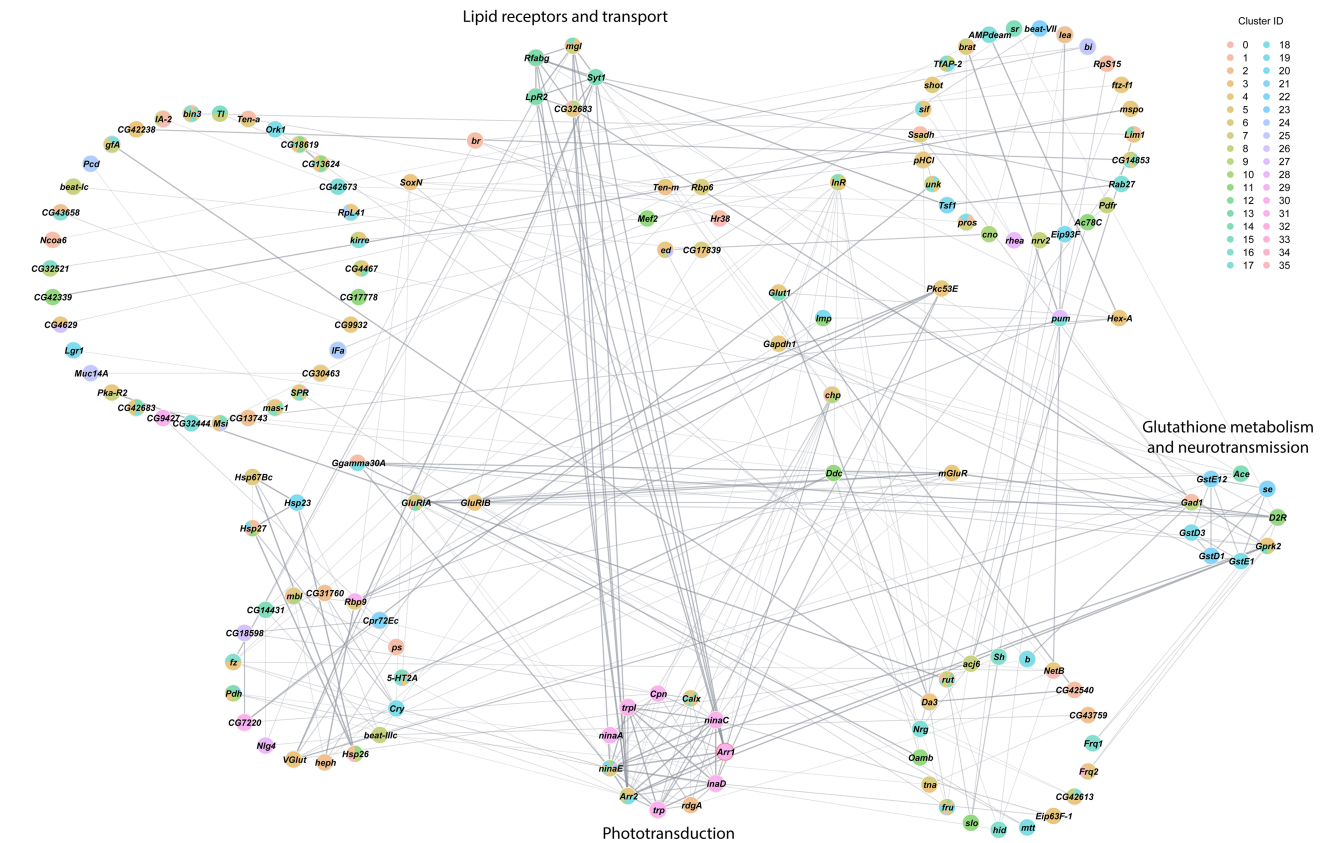 Lipid receptors and transport
Cluster ID
0 18
1 19
2 20
3 21
4 22
5 23
6 24
7 25
8 26
9 27
10 28
11 29
12 30
13 31
14 32
15 33
16 34
17 35
mgl
Rfabg
Syt1
LpR2
CG32683
br
SoxN
IA-2
bin3
Tl
Ten-a
Ork1
CG42238
CG18619
gfA
CG13624
Pcd
CG42673
beat-Ic
RpL41
CG43658
kirre
Ncoa6
CG4467
CG32521
CG17778
CG42339
CG9932
CG4629
IFa
Lgr1
CG30463
Muc14A
SPR
Pka-R2
mas-1
CG42683
CG13743
CG9427
CG32444
Msi
Ten-m
Rbp6
Mef2
Hr38
ed
CG17839
InR
Glut1
Imp
Gapdh1
Pkc53E
chp
AMPdeam
sr
beat-VII
lea
brat
bi
TfAP-2
RpS15
shot
ftz-f1
sif
mspo
Ssadh
Lim1
pHCl
CG14853
unk
Rab27
Tsf1
Pdfr
pros
Ac78C
cno
rhea
nrv2
Eip93F
pum
Hex-A
Glutathione metabolism
and neurotransmission
GstE12
Ace
se
Gad1
D2R
GstD3
Gprk2
GstD1
GstE1
Ggamma30A
GluRIA
GluRIB
Ddc
mGluR
Hsp67Bc
Hsp23
Hsp27
mbl
CG31760
Rbp9
CG14431
Cpr72Ec
CG18598
ps
fz
5-HT2A
Pdh
Cry
CG7220
beat-IIIc
Nlg4
VGlut
heph
Hsp26
Cpn
Calx
trpl
ninaC
ninaA
Arr1
ninaE
inaD
Arr2
rdgA
trp
Phototransduction
acj6
Sh
b
NetB
rut
CG42540
Da3
CG43759
Nrg
Frq1
Oamb
Frq2
tna
CG42613
fru
Eip63F-1
slo
hid
mtt